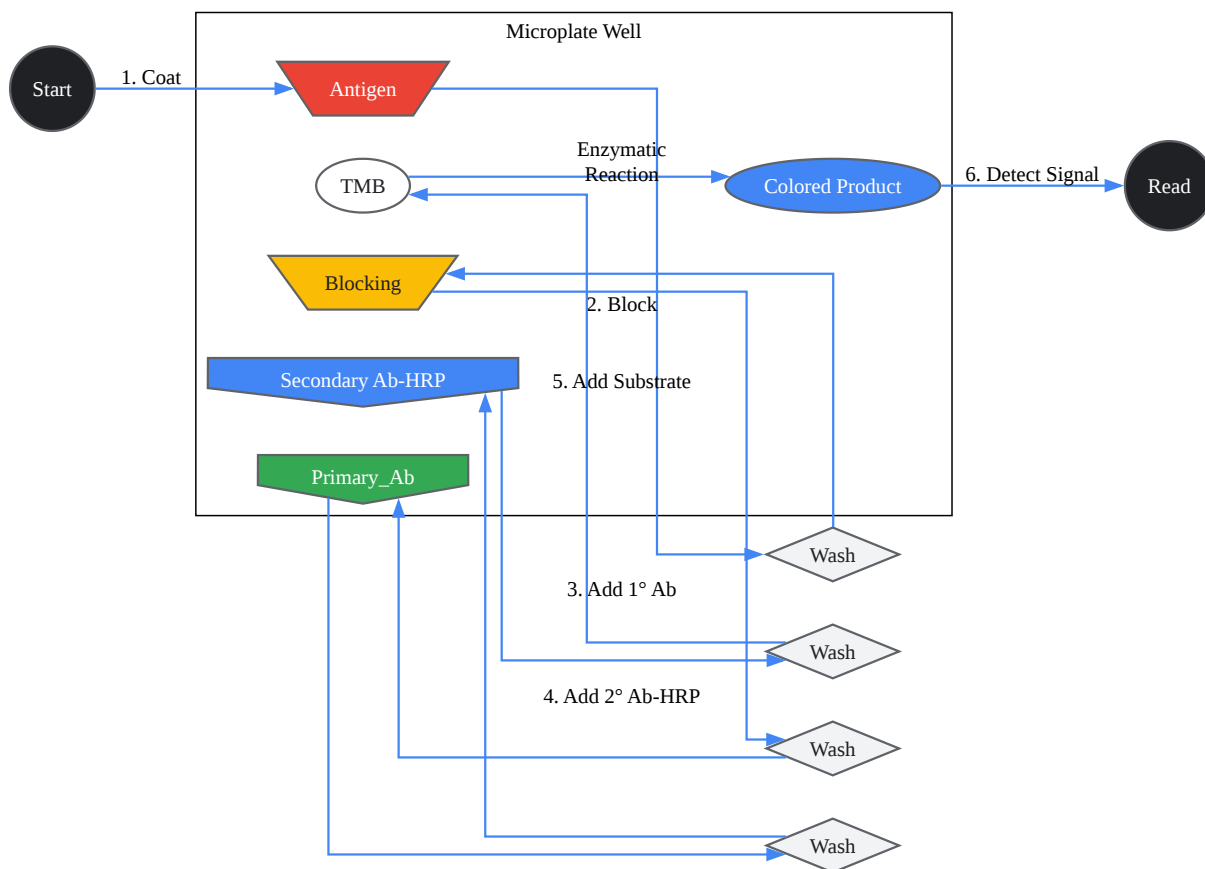 Microplate Well
Start
1. Coat
Antigen
Enzymatic
Reaction
TMB
Colored Product
6. Detect Signal
Read
Blocking
2. Block
Secondary Ab-HRP
5. Add Substrate
Primary_Ab
Wash
3. Add 1° Ab
Wash
4. Add 2° Ab-HRP
Wash
Wash